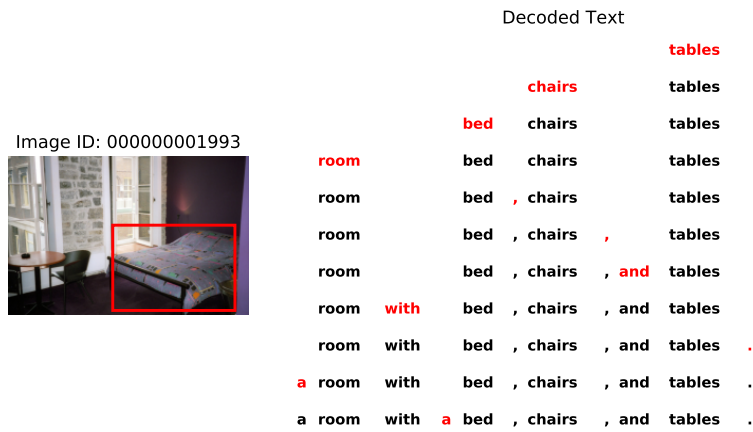 Decoded Text
tables
chairs tables
bed chairs tables
Image ID: 000000001993
room bed chairs tables
room bed , chairs tables
room bed , chairs , tables
room bed , chairs , and tables
room with bed , chairs , and tables
room with bed , chairs , and tables .
a room with bed , chairs , and tables .
a room with a bed , chairs , and tables .